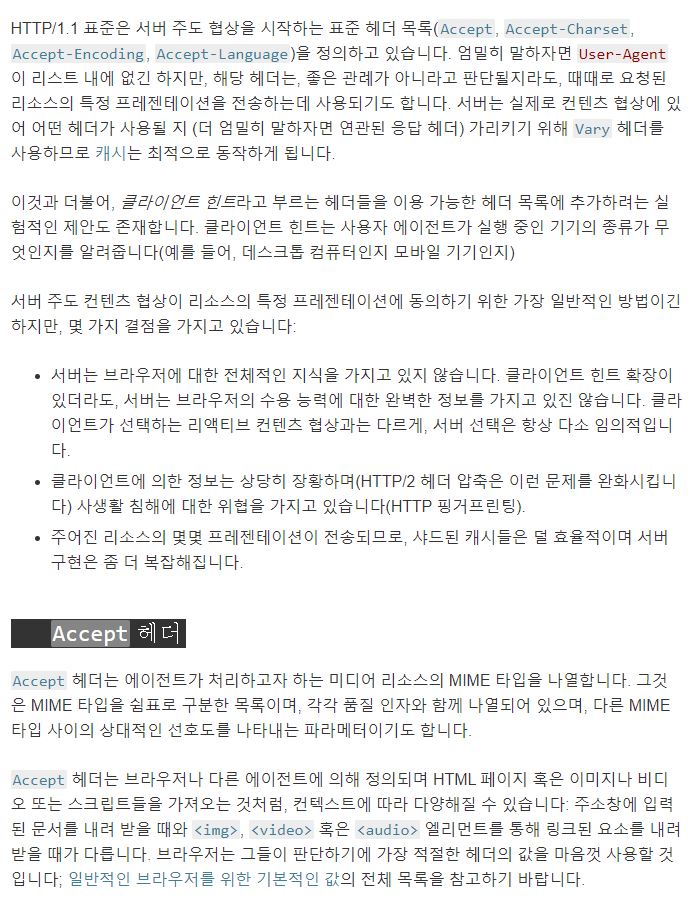 HTTP/1.1 표준은 서버 주도 협상을 시작하는 표준 헤더 목록(Accept, Accept-Charset,
Accept-Encoding, Accept-Language)을 정의하고 있습니다. 엄밀히 말하자면 User-Agent
이 리스트 내에 없긴 하지만, 해당 헤더는, 좋은 관례가 아니라고 판단될지라도, 때때로 요청된
리소스의 특정 프레젠테이션을 전송하는데 사용되기도 합니다. 서버는 실제로 컨텐츠 협상에 있
어 어떤 헤더가 사용될 지 (더 엄밀히 말하자면 연관된 응답 헤더) 가리키기 위해 Vary 헤더를
사용하므로 캐시는 최적으로 동작하게 됩니다.
이것과 더불어, 클라이언트 힌트라고 부르는 헤더들을 이용 가능한 헤더 목록에 추가하려는 실
험적인 제안도 존재합니다. 클라이언트 힌트는 사용자 에이전트가 실행 중인 기기의 종류가 무
엇인지를 알려줍니다(예를 들어, 데스크톱 컴퓨터인지 모바일 기기인지)
서버 주도 컨텐츠 협상이 리소스의 특정 프레젠테이션에 동의하기 위한 가장 일반적인 방법이긴
하지만, 몇 가지 결점을 가지고 있습니다:
• 서버는 브라우저에 대한 전체적인 지식을 가지고 있지 않습니다. 클라이언트 힌트 확장이
있더라도, 서버는 브라우저의 수용 능력에 대한 완벽한 정보를 가지고 있진 않습니다. 클라
이언트가 선택하는 리액티브 컨텐츠 협상과는 다르게, 서버 선택은 항상 다소 임의적입니
다.
• 클라이언트에 의한 정보는 상당히 장황하며(HTTP/2 헤더 압축은 이런 문제를 완화시킵니
다) 사생활 침해에 대한 위협을 가지고 있습니다(HTTP 핑거프린팅).
• 주어진 리소스의 몇몇 프레젠테이션이 전송되므로, 샤드된 캐시들은 덜 효율적이며 서버
구현은 좀 더 복잡해집니다.
Accept 헤더
Accept 헤더는 에이전트가 처리하고자 하는 미디어 리소스의 MIME 타입을 나열합니다. 그것
은 MIME 타입을 쉼표로 구분한 목록이며, 각각 품질 인자와 함께 나열되어 있으며, 다른 MIME
타입 사이의 상대적인 선호도를 나타내는 파라메터이기도 합니다.
Accept 헤더는 브라우저나 다른 에이전트에 의해 정의되며 HTML 페이지 혹은 이미지나 비디
오 또는 스크립트들을 가져오는 것처럼, 컨텍스트에 따라 다양해질 수 있습니다: 주소창에 입력
된 문서를 내려 받을 때와 <img>, <video> 혹은 <audio> 엘리먼트를 통해 링크된 요소를 내려
받을 때가 다릅니다. 브라우저는 그들이 판단하기에 가장 적절한 헤더의 값을 마음껏 사용할 것
입니다; 일반적인 브라우저를 위한 기본적인 값의 전체 목록을 참고하기 바랍니다.